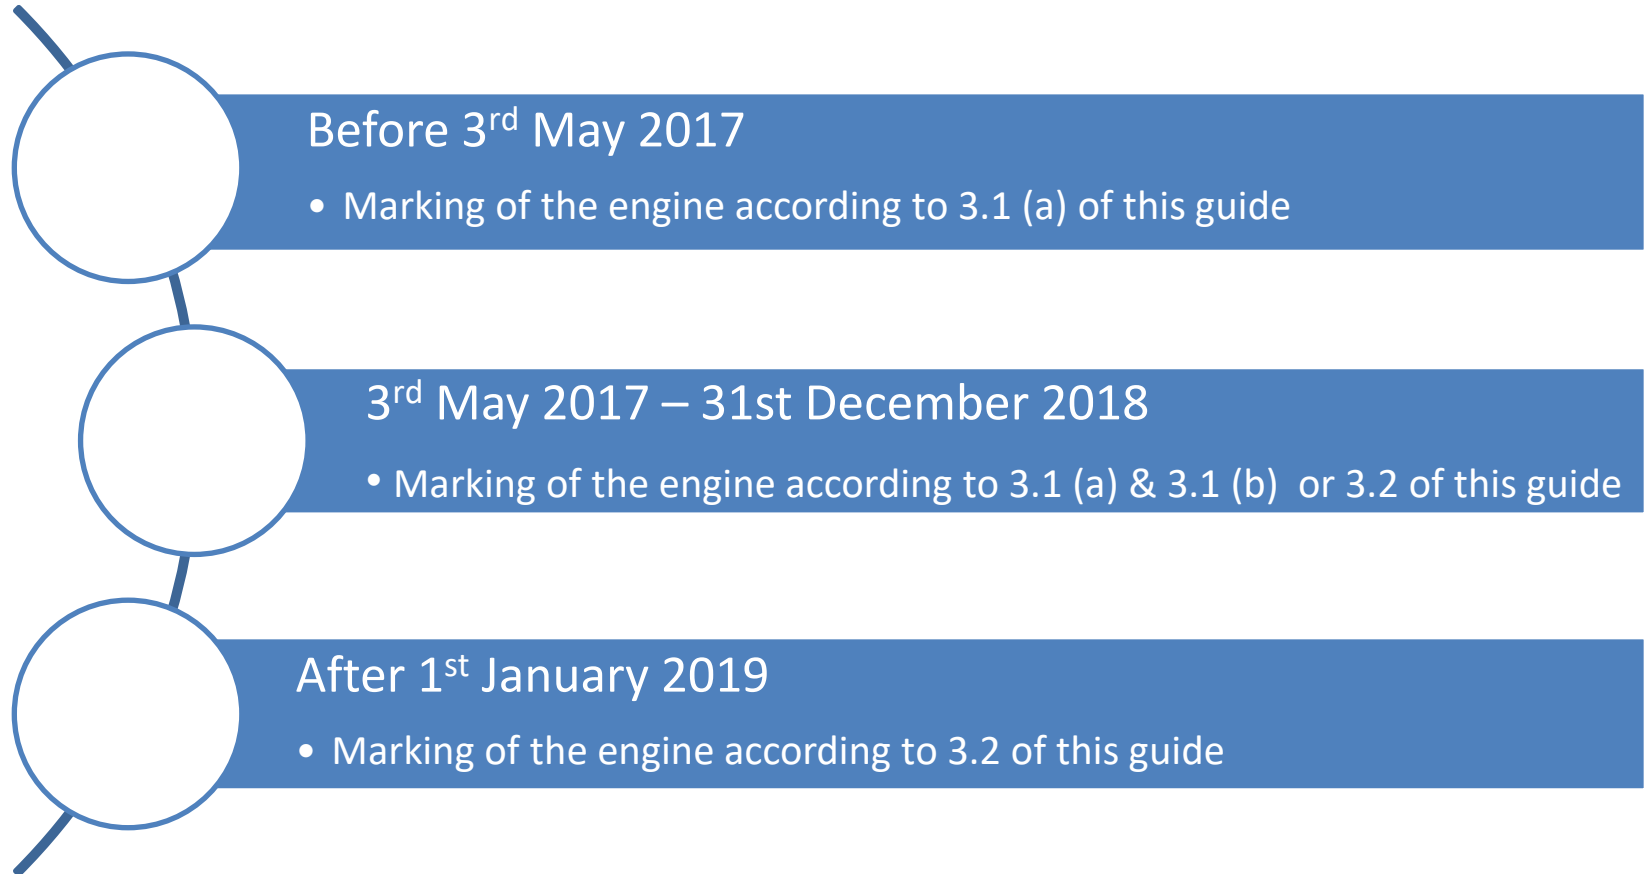 Before 3rd May 2017
• Marking of the engine according to 3.1 (a) of this guide
3rd May 2017 – 31st December 2018
• Marking of the engine according to 3.1 (a) & 3.1 (b)  or 3.2 of this guide
After 1st January 2019
• Marking of the engine according to 3.2 of this guide